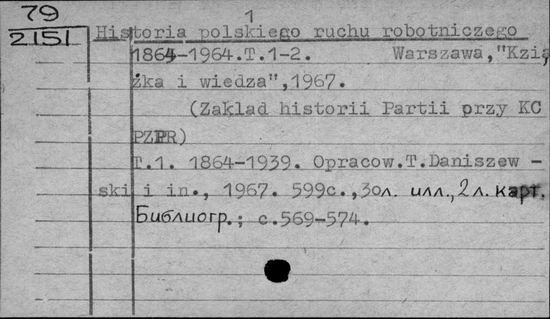 79
2151
1
Historia polskiego ruchu robotniczego
1864-1964.T.1-2. Warszawa,"Kzią
żka i wiedza",1967.
(Zakład historii Partii przy KC
PZPR)
T.1. 1864-1939. Opracow.T.Daniszew -
ski i in., 1967. 599с.,30л. илл.,2л. карт.
Библиогр.; с.569-574.